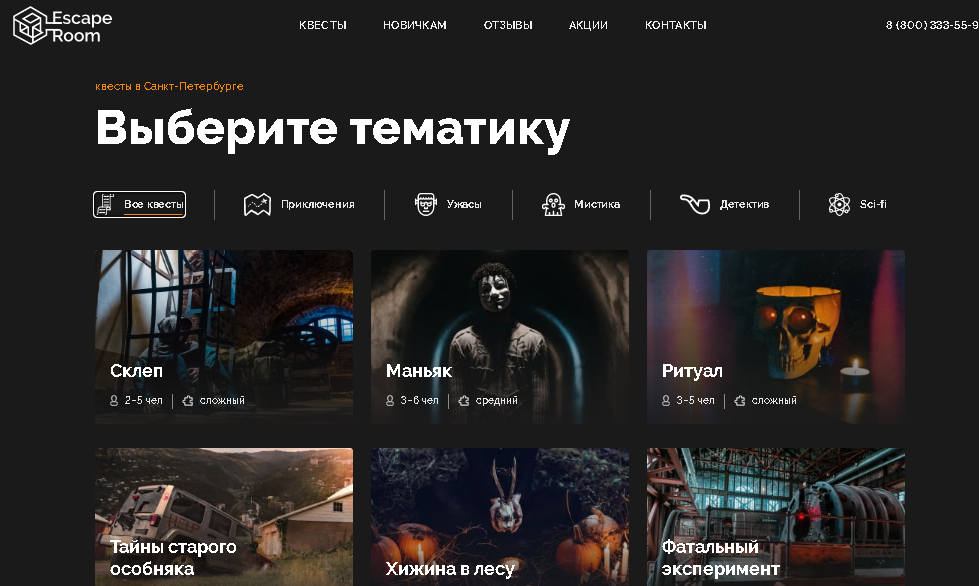 Escape
Room
КВЕСТЫ НОВИЧКАМ ОТЗЫВЫ АКЦИИ КОНТАКТЫ 8 (800) 333-55-9
квесты в Санкт-Петербурге
Выберите тематику
Все квесты Приключения Ужасы Мистика Детектив Sci-fi
Склеп
2–5 чел сложный
Маньяк
3–6 чел средний
Ритуал
3–5 чел сложный
Тайны старого
особняка
Хижина в лесу
Фатальный
эксперимент